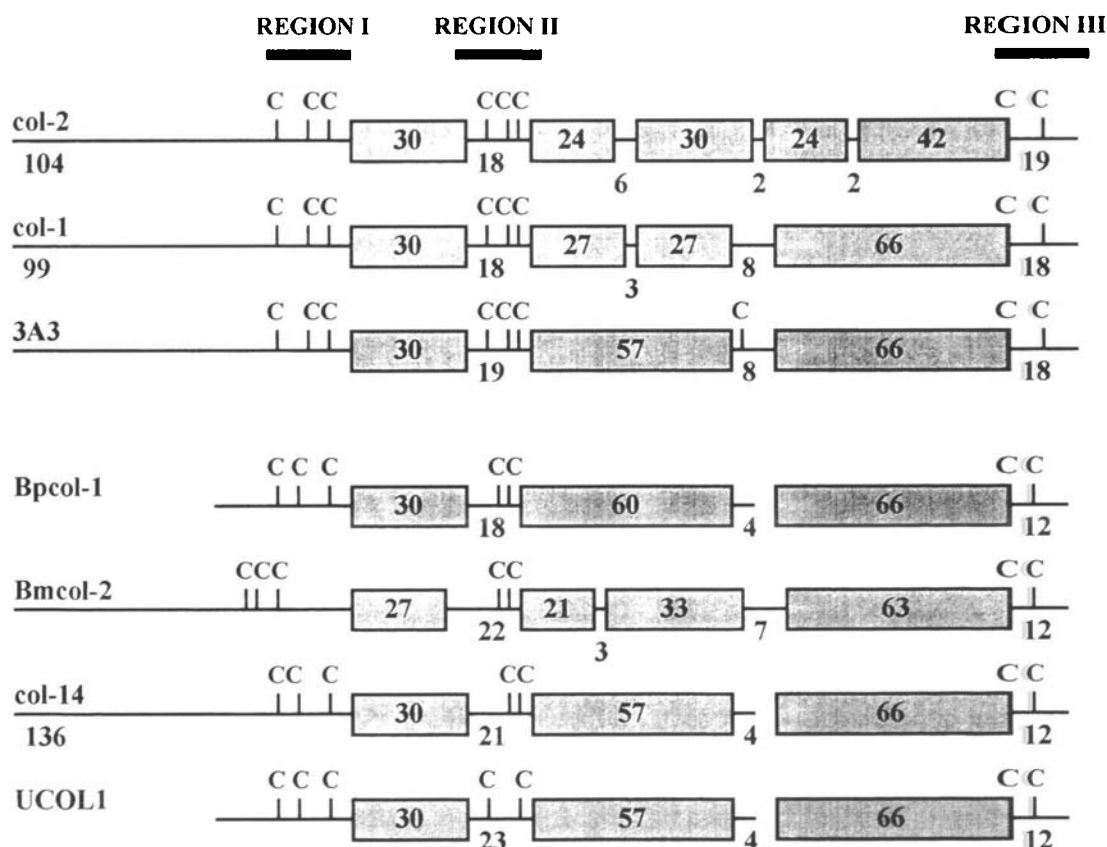 REGION I REGION II REGION III
C CC CCC C C
col-2 30 24 30 24 42
104 18 6 2 2 19
C CC CCC C C
col-1 30 27 27 66
99 18 3 8 18
C CC CCC C C C
3A3 30 57 66
19 8 18
C C C CC C C
Bpcol-1 30 60 66
18 4 12
CCC CC C C
Bmcol-2 27 21 33 63
22 3 7 12
CC C CC C C
col-14 30 57 66
136 21 4 12
C C C C C C C
UCOL1 30 57 66
23 4 12